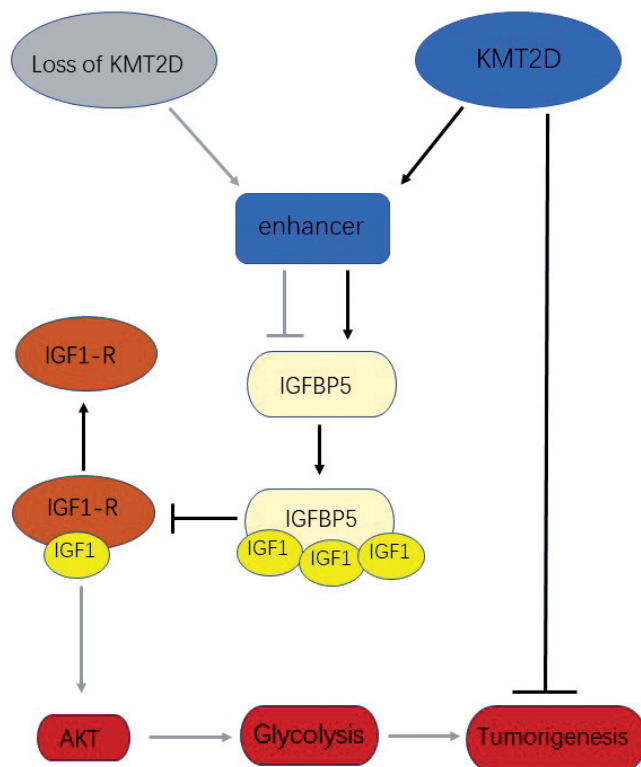 Loss of KMT2D
KMT2D
enhancer
IGF1-R
IGFBP5
IGF1-R
IGF1
IGFBP5
IGF1
IGF1
IGF1
AKT
Glycolysis
Tumorigenesis